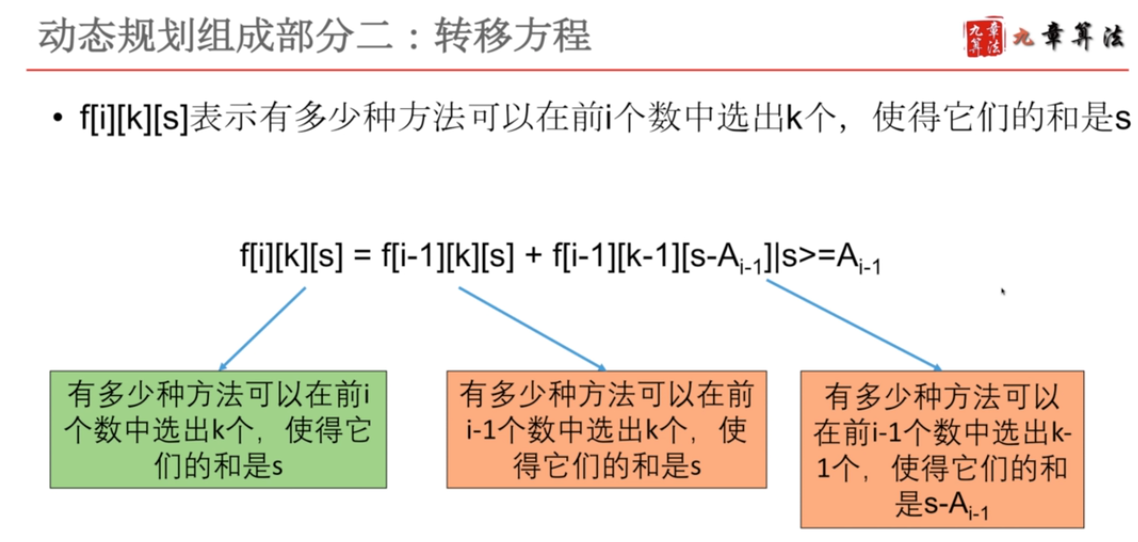 动态规划组成部分二：转移方程
九章算法
九章算法
• f[i][k][s]表示有多少种方法可以在前i个数中选出k个，使得它们的和是s
f[i][k][s] = f[i-1][k][s] + f[i-1][k-1][s-Ai-1]|s>=Ai-1
有多少种方法可以在前i
个数中选出k个，使得它
们的和是s
有多少种方法可以在前
i-1个数中选出k个，使
得它们的和是s
有多少种方法可以
在前i-1个数中选出k-
1个，使得它们的和
是s-Ai-1